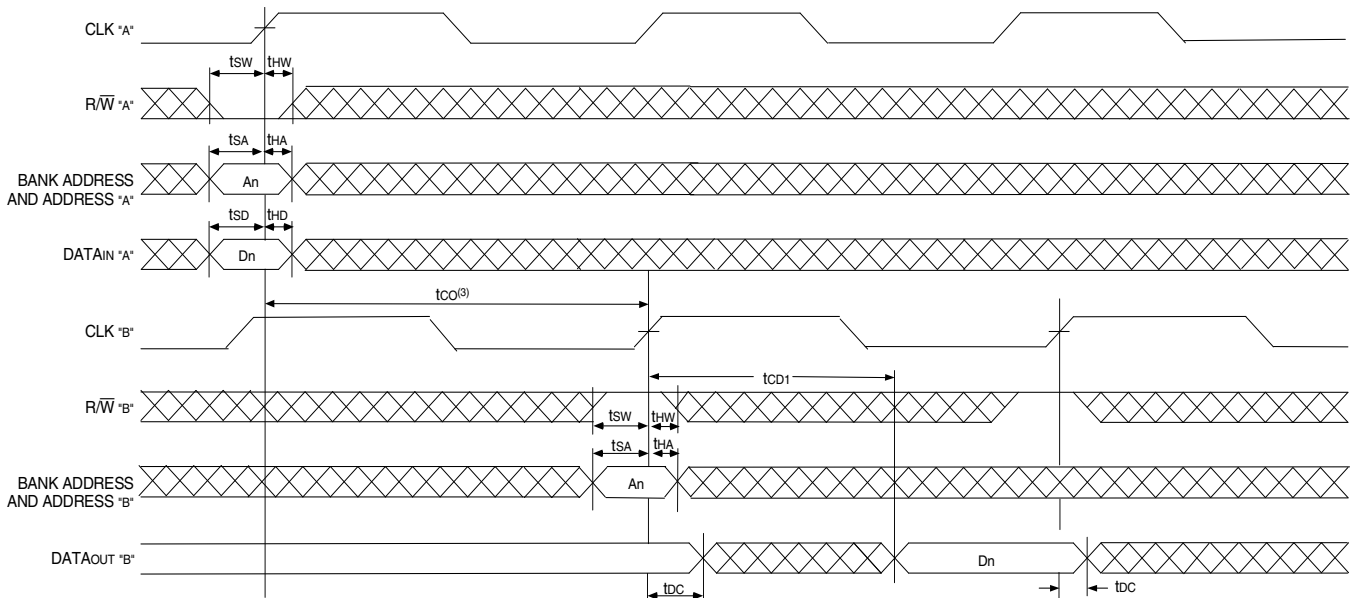 CLK "A"
tSW tHW
R/W̅ "A"
tSA tHA
BANK ADDRESS
AND ADDRESS "A"
An
tSD tHD
DATAIN "A"
Dn
tCO(3)
CLK "B"
tCD1
R/W̅ "B"
tSW tHW
tSA tHA
BANK ADDRESS
AND ADDRESS "B"
An
DATAOUT "B"
Dn
tDC tDC